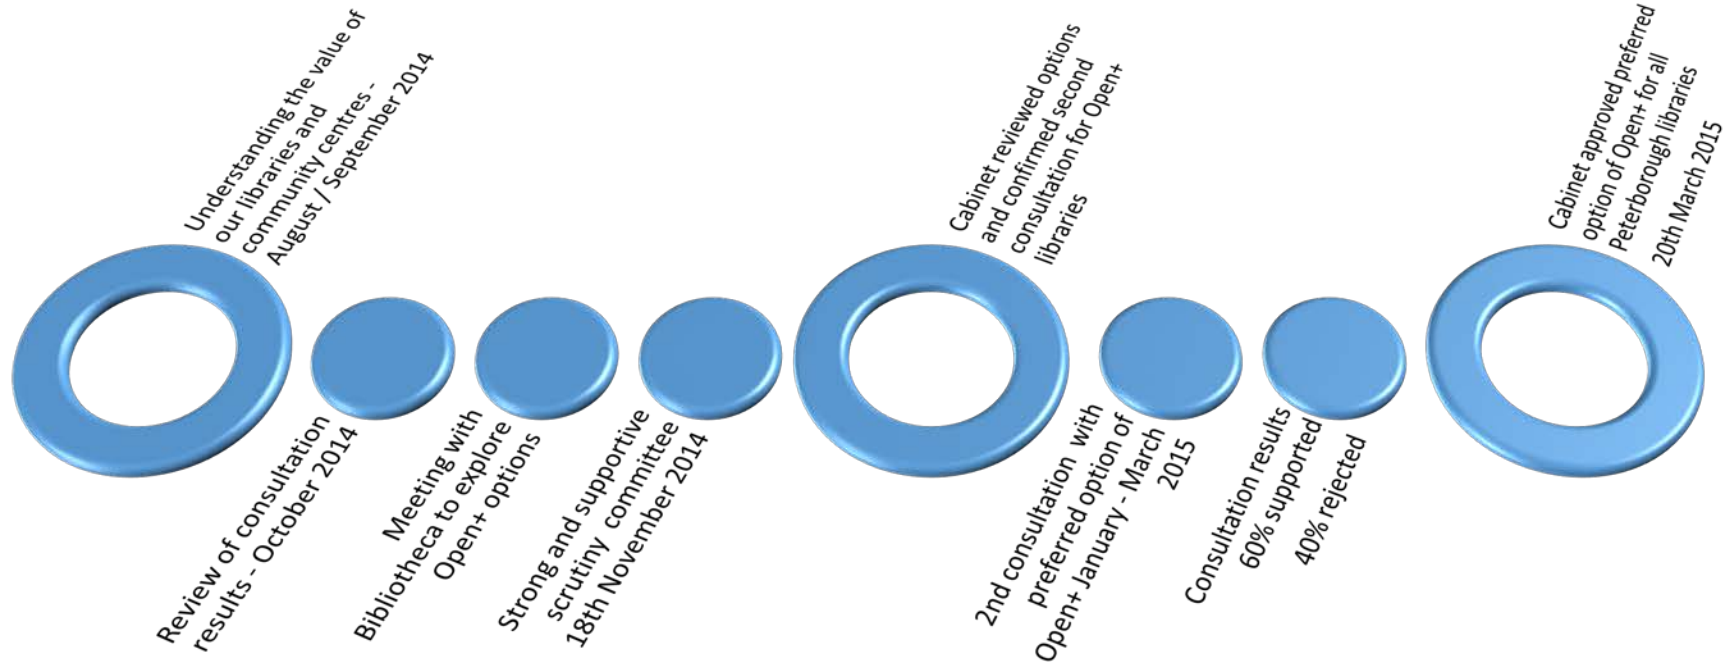 Understanding the value of
our libraries and
community centres -
August / September 2014
Review of consultation
results - October 2014
Meeting with
Bibliotheca to explore
Open+ options
Strong and supportive
scrutiny committee
18th November 2014
Cabinet reviewed options
and confirmed second
consultation for Open+
libraries
2nd consultation with
preferred option of
Open+ January - March
2015
Consultation results
60% supported
40% rejected
Cabinet approved preferred
option of Open+ for all
Peterborough libraries
20th March 2015